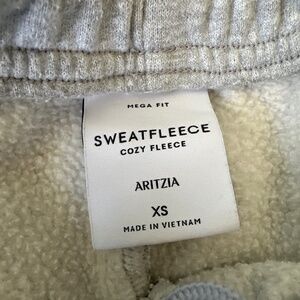 MEGA FIT
SWEATFLEECE
COZY FLEECE
ARITZIA
XS
MADE IN VIETNAM